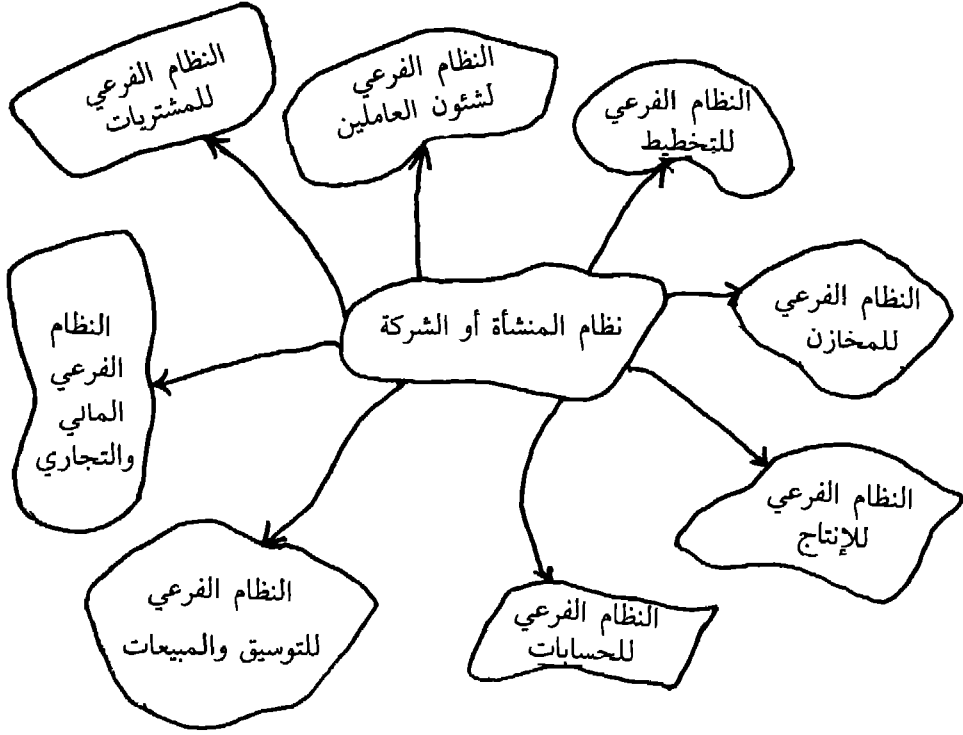 النظام الفرعي
للمشتريات
النظام الفرعي
لشئون العاملين
النظام الفرعي
للتخطيط
نظام المنشأة أو الشركة
النظام الفرعي
للمخازن
النظام
الفرعي
المالي
والتجاري
النظام الفرعي
للإنتاج
النظام الفرعي
للتوسيق والمبيعات
النظام الفرعي
للحسابات